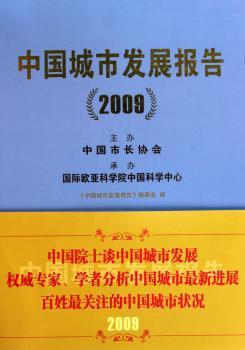 中国城市发展报告
2009
主办
中国市长协会
承办
国际欧亚科学院中国科学中心
《中国城市发展报告》编委会 编
中国院士谈中国城市发展
权威专家、学者分析中国城市最新进展
百姓最关注的中国城市状况
2009